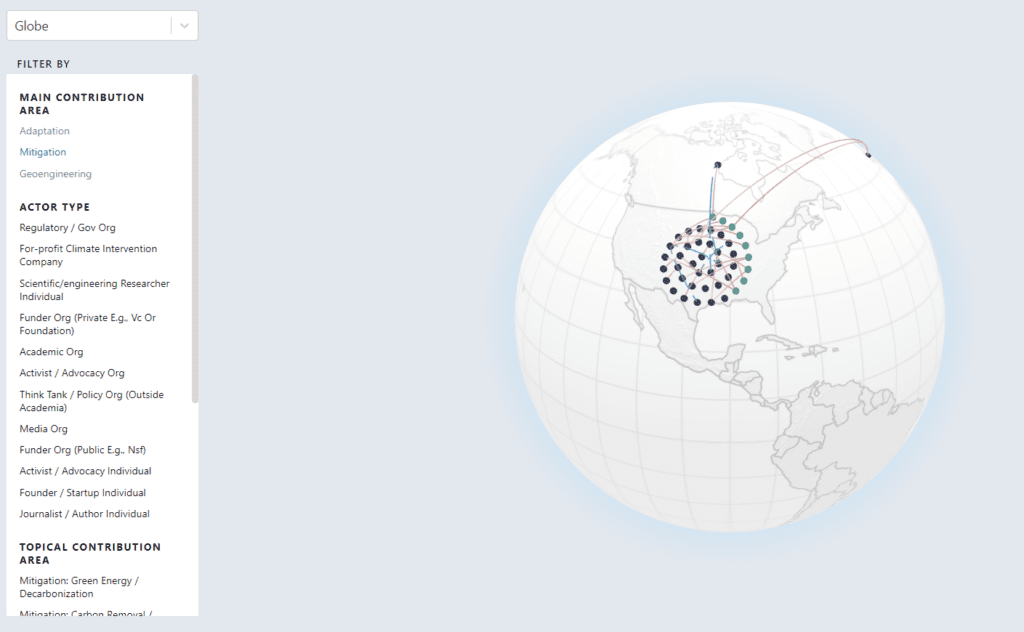 Globe
FILTER BY
MAIN CONTRIBUTION
AREA
Adaptation
Mitigation
Geoengineering
ACTOR TYPE
Regulatory / Gov Org
For-profit Climate Intervention
Company
Scientific/engineering Researcher
Individual
Funder Org (Private E.g., Vc Or
Foundation)
Academic Org
Activist / Advocacy Org
Think Tank / Policy Org (Outside
Academia)
Media Org
Funder Org (Public E.g., Nsf)
Activist / Advocacy Individual
Founder / Startup Individual
Journalist / Author Individual
TOPICAL CONTRIBUTION
AREA
Mitigation: Green Energy /
Decarbonization
Mitigation: Carbon Removal /